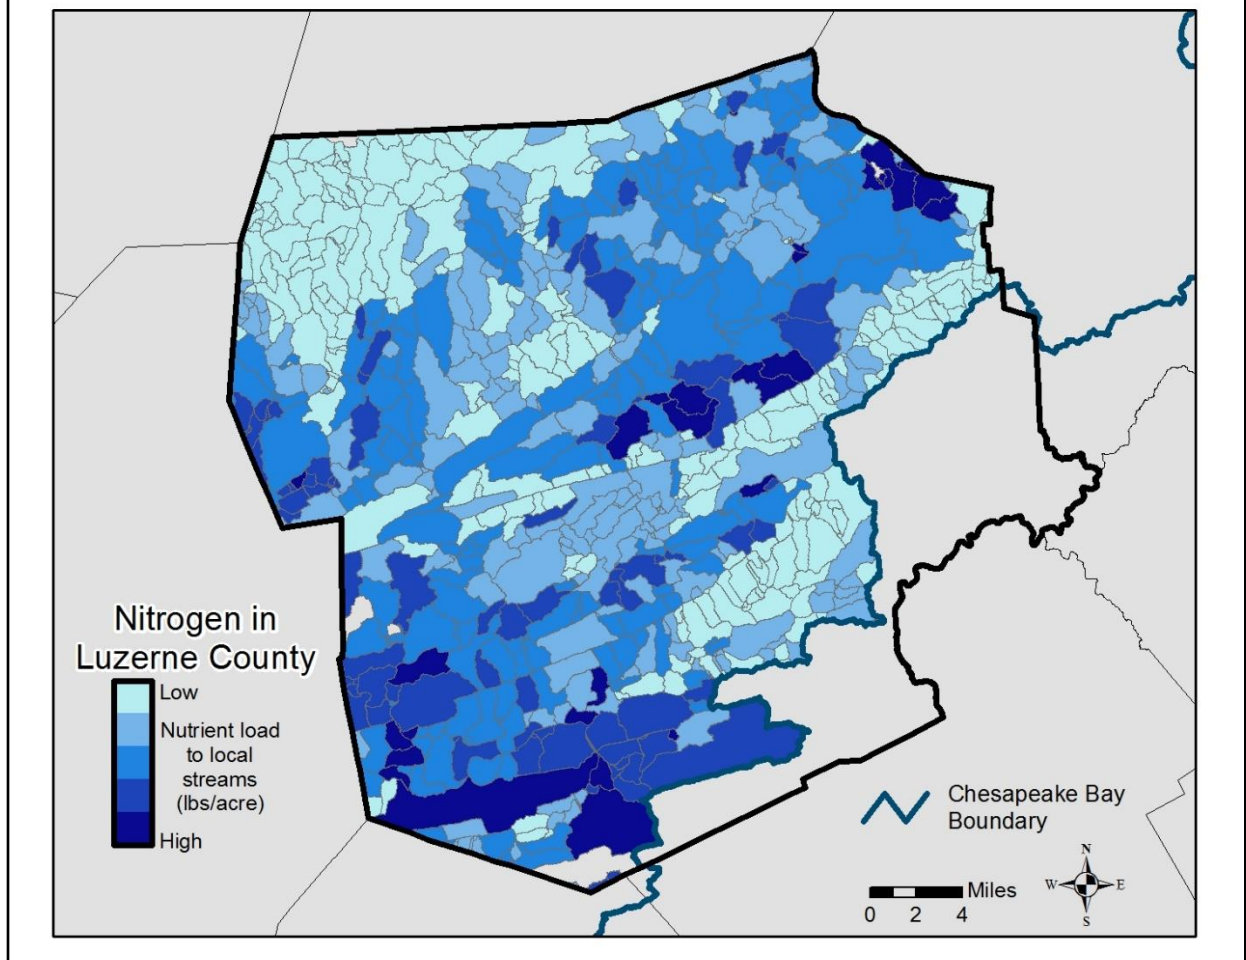 Nitrogen in
Luzerne County
Low
Nutrient load
to local
streams
(lbs/acre)
High
Chesapeake Bay
Boundary
N
W E
S
Miles
0 2 4